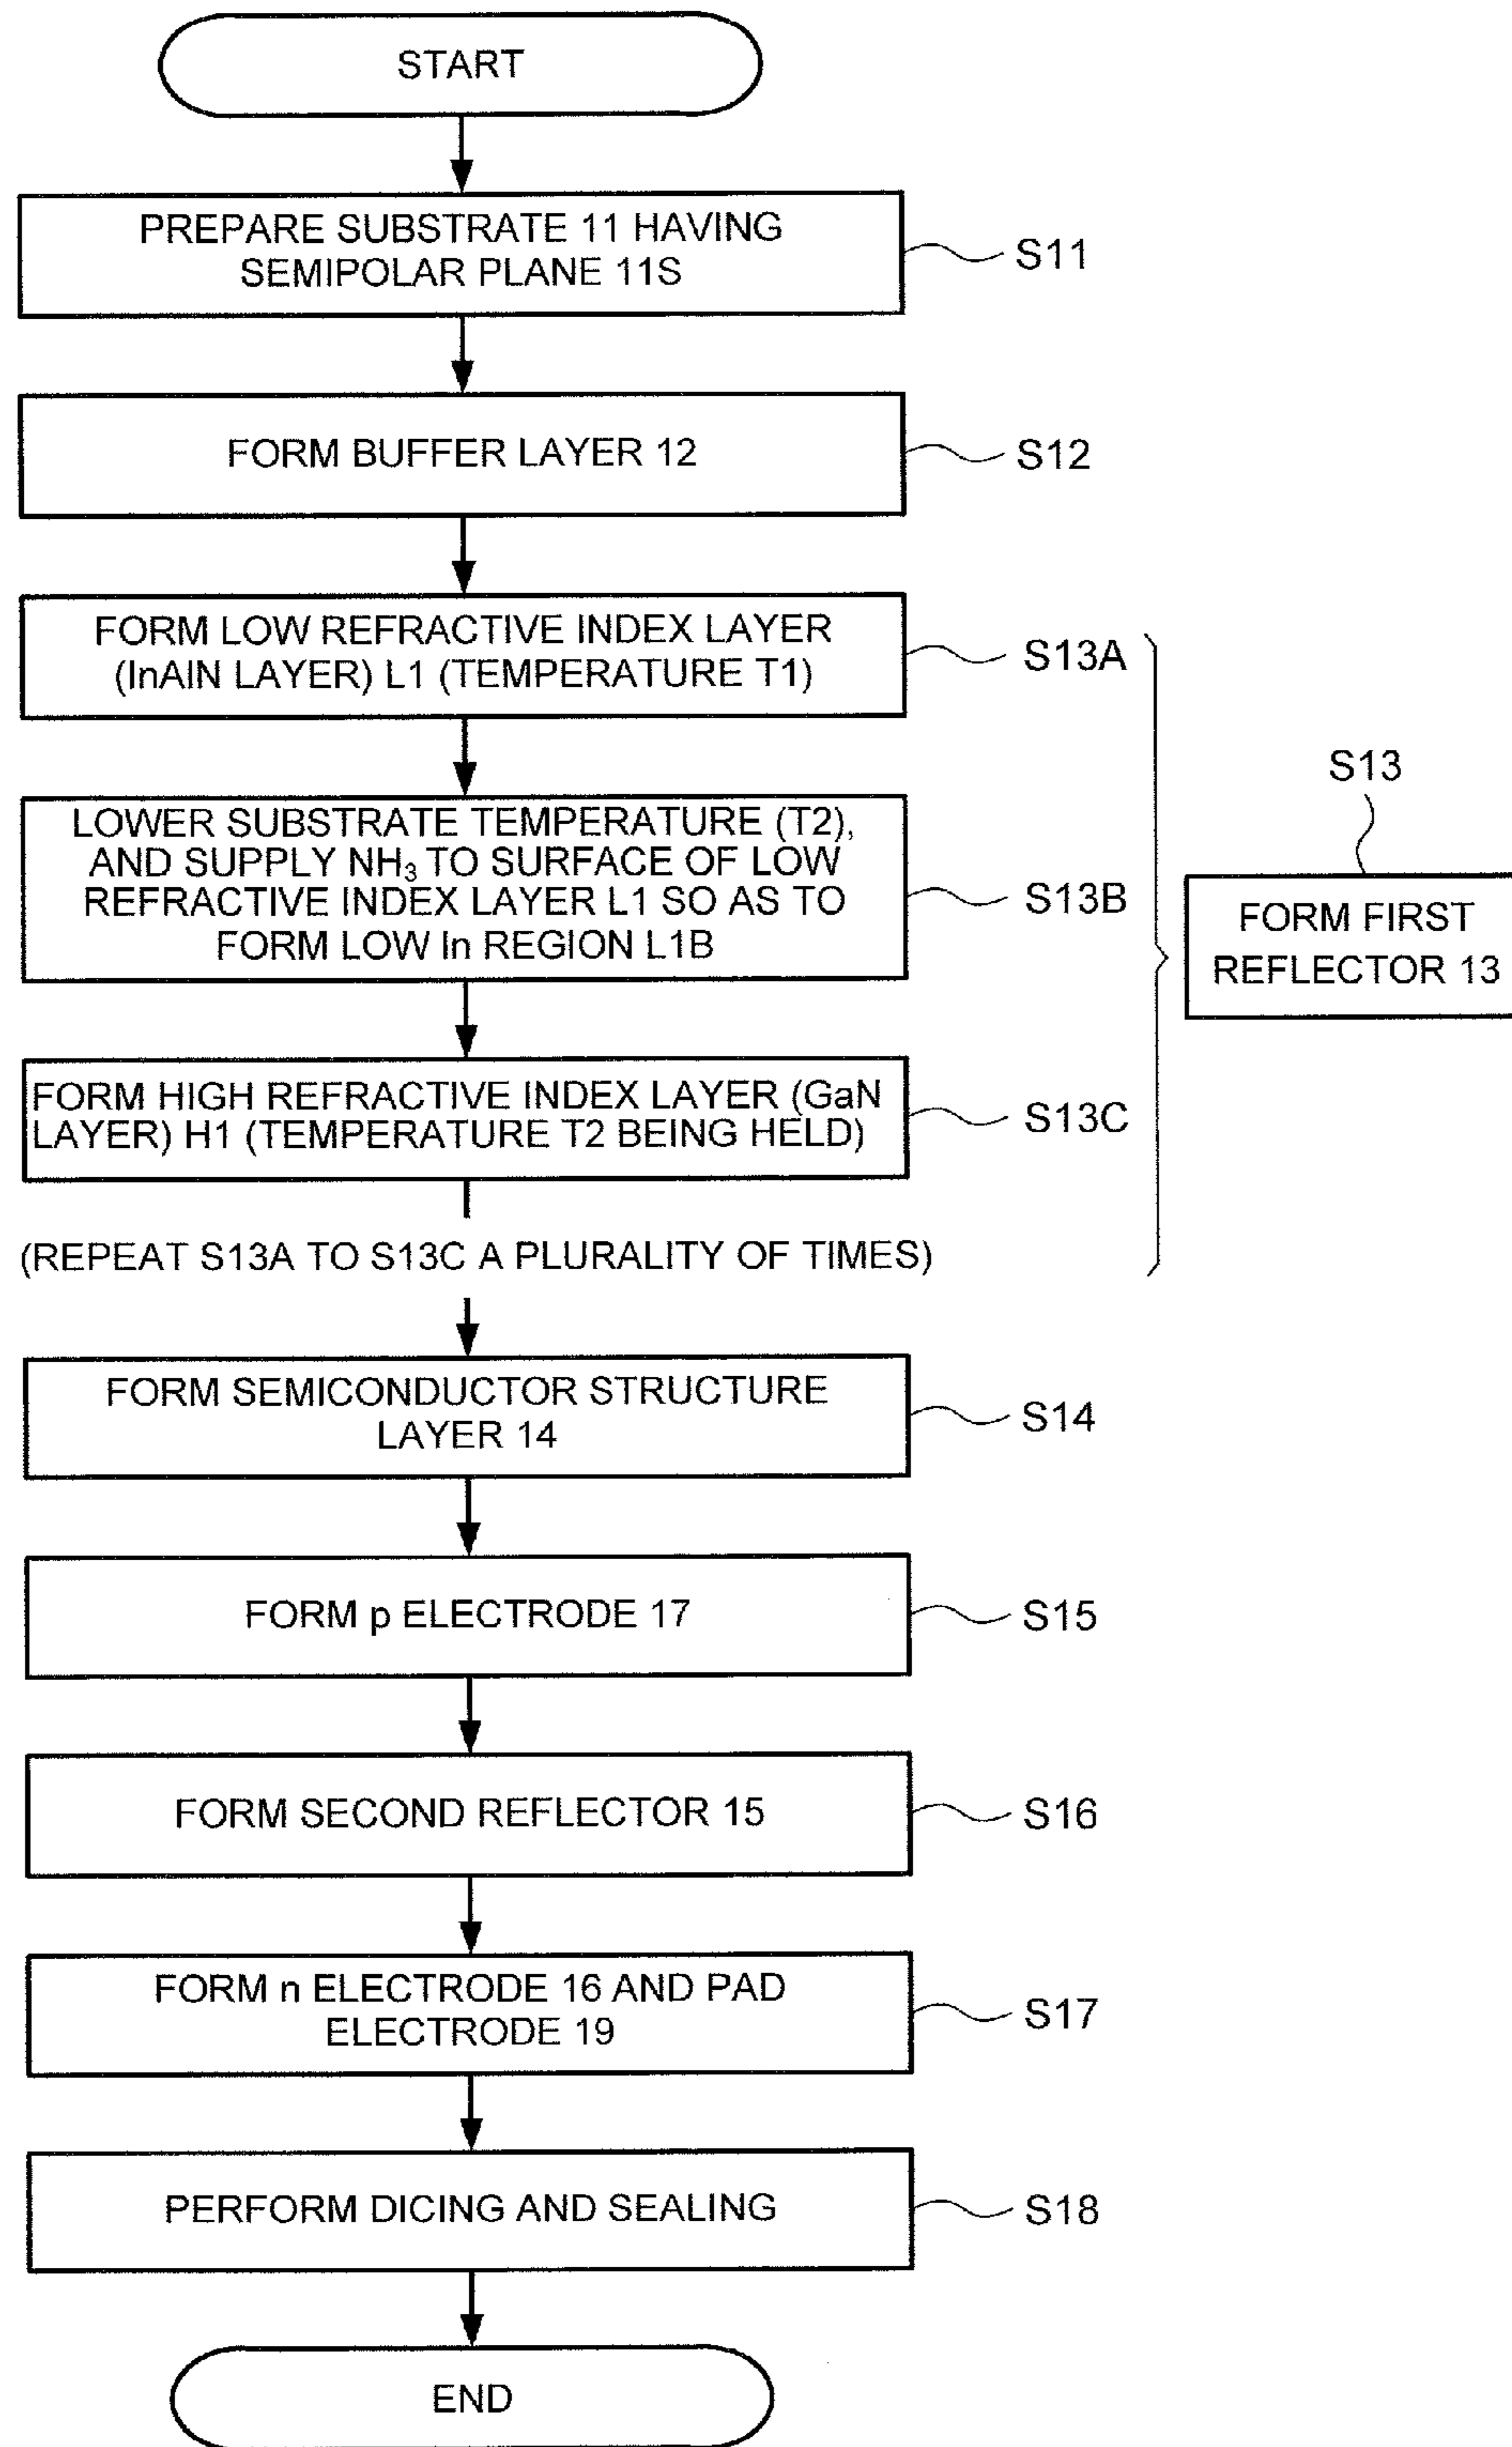 START
PREPARE SUBSTRATE 11 HAVING
SEMIPOLAR PLANE 11S
S11
FORM BUFFER LAYER 12
S12
FORM LOW REFRACTIVE INDEX LAYER
(InAlN LAYER) L1 (TEMPERATURE T1)
S13A
LOWER SUBSTRATE TEMPERATURE (T2),
AND SUPPLY NH₃ TO SURFACE OF LOW
REFRACTIVE INDEX LAYER L1 SO AS TO
FORM LOW In REGION L1B
S13B
S13
FORM FIRST
REFLECTOR 13
FORM HIGH REFRACTIVE INDEX LAYER (GaN
LAYER) H1 (TEMPERATURE T2 BEING HELD)
S13C
(REPEAT S13A TO S13C A PLURALITY OF TIMES)
FORM SEMICONDUCTOR STRUCTURE
LAYER 14
S14
FORM p ELECTRODE 17
S15
FORM SECOND REFLECTOR 15
S16
FORM n ELECTRODE 16 AND PAD
ELECTRODE 19
S17
PERFORM DICING AND SEALING
S18
END